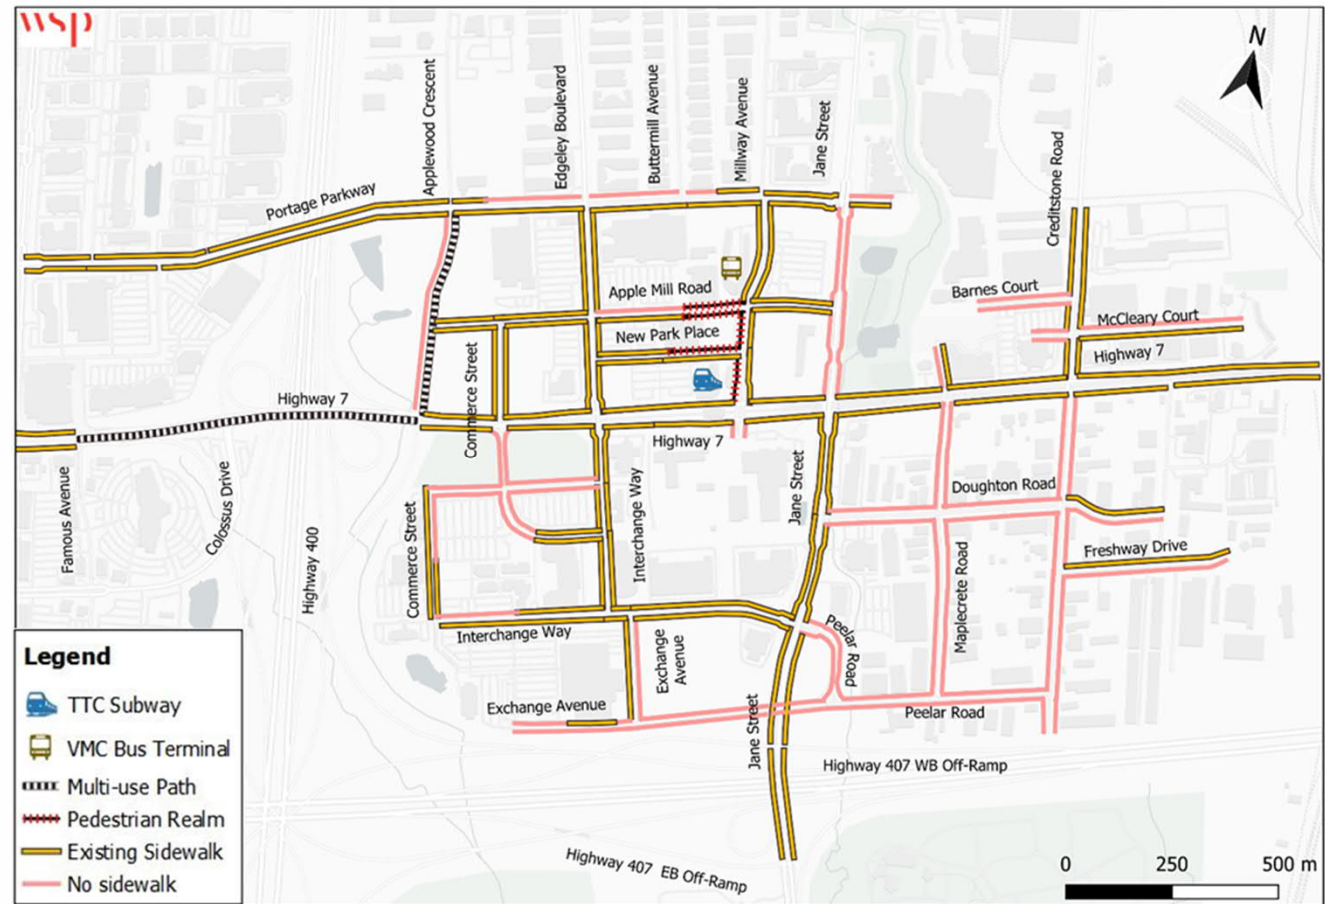 wsp
N
Applewood Crescent
Edgeley Boulevard
Buttermill Avenue
Millway Avenue
Jane Street
Creditstone Road
Portage Parkway
Apple Mill Road
New Park Place
Barnes Court
McCleary Court
Highway 7
Commerce Street
Highway 7
Highway 7
Famous Avenue
Colossus Drive
Highway 400
Commerce Street
Interchange Way
Jane Street
Doughton Road
Freshway Drive
Maplecrete Road
Interchange Way
Exchange
Avenue
Peelar Road
Exchange Avenue
Jane Street
Peelar Road
Highway 407 WB Off-Ramp
Highway 407 EB Off-Ramp
Legend
TTC Subway
VMC Bus Terminal
Multi-use Path
Pedestrian Realm
Existing Sidewalk
No sidewalk
0 250 500 m